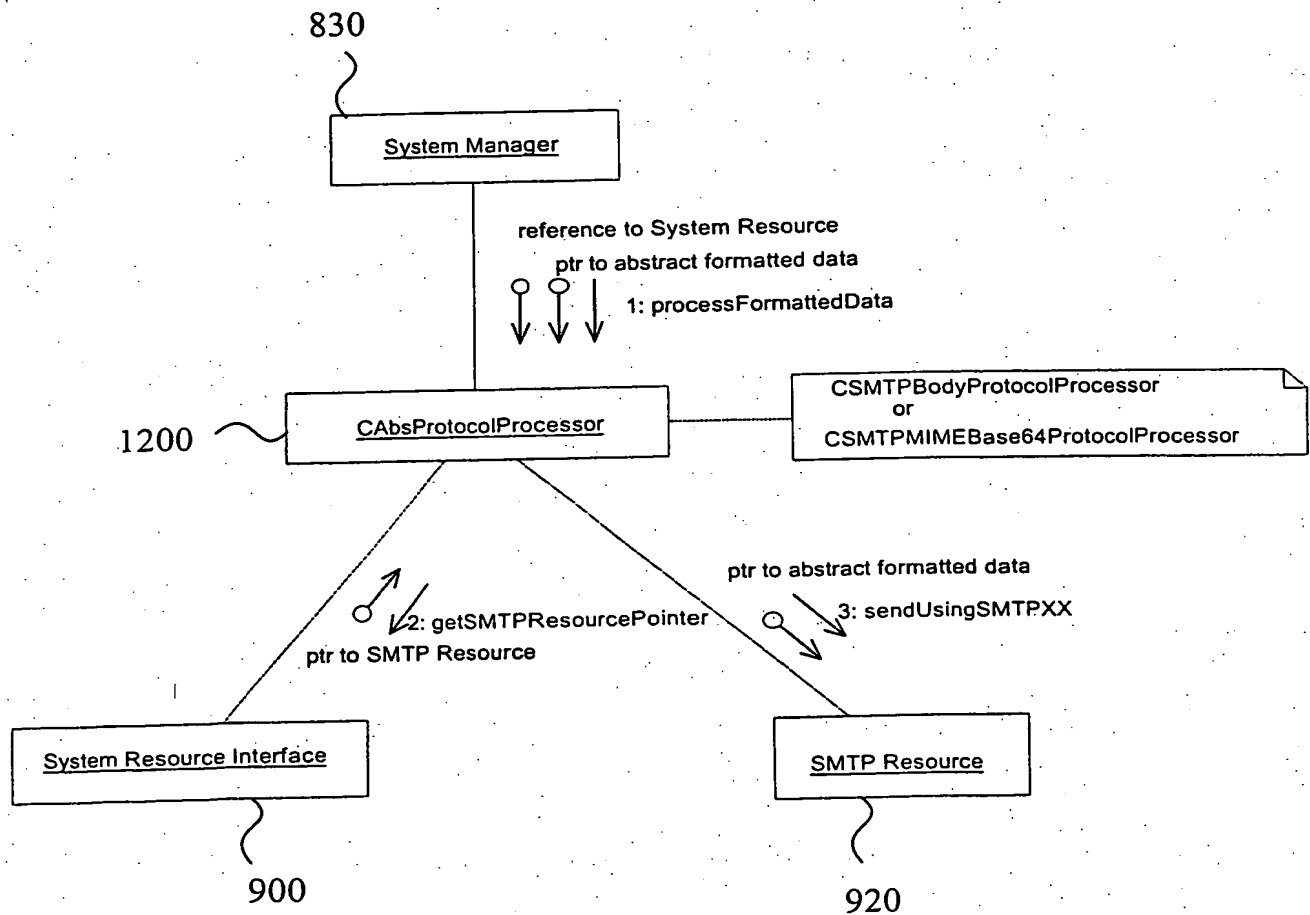 830
System Manager
reference to System Resource
ptr to abstract formatted data
1: processFormattedData
CSMTPBodyProtocolProcessor
or
CSMTPMIMEBase64ProtocolProcessor
1200
CAbsProtocolProcessor
ptr to abstract formatted data
3: sendUsingSMTPXX
2: getSMTPResourcePointer
ptr to SMTP Resource
System Resource Interface
SMTP Resource
900
920